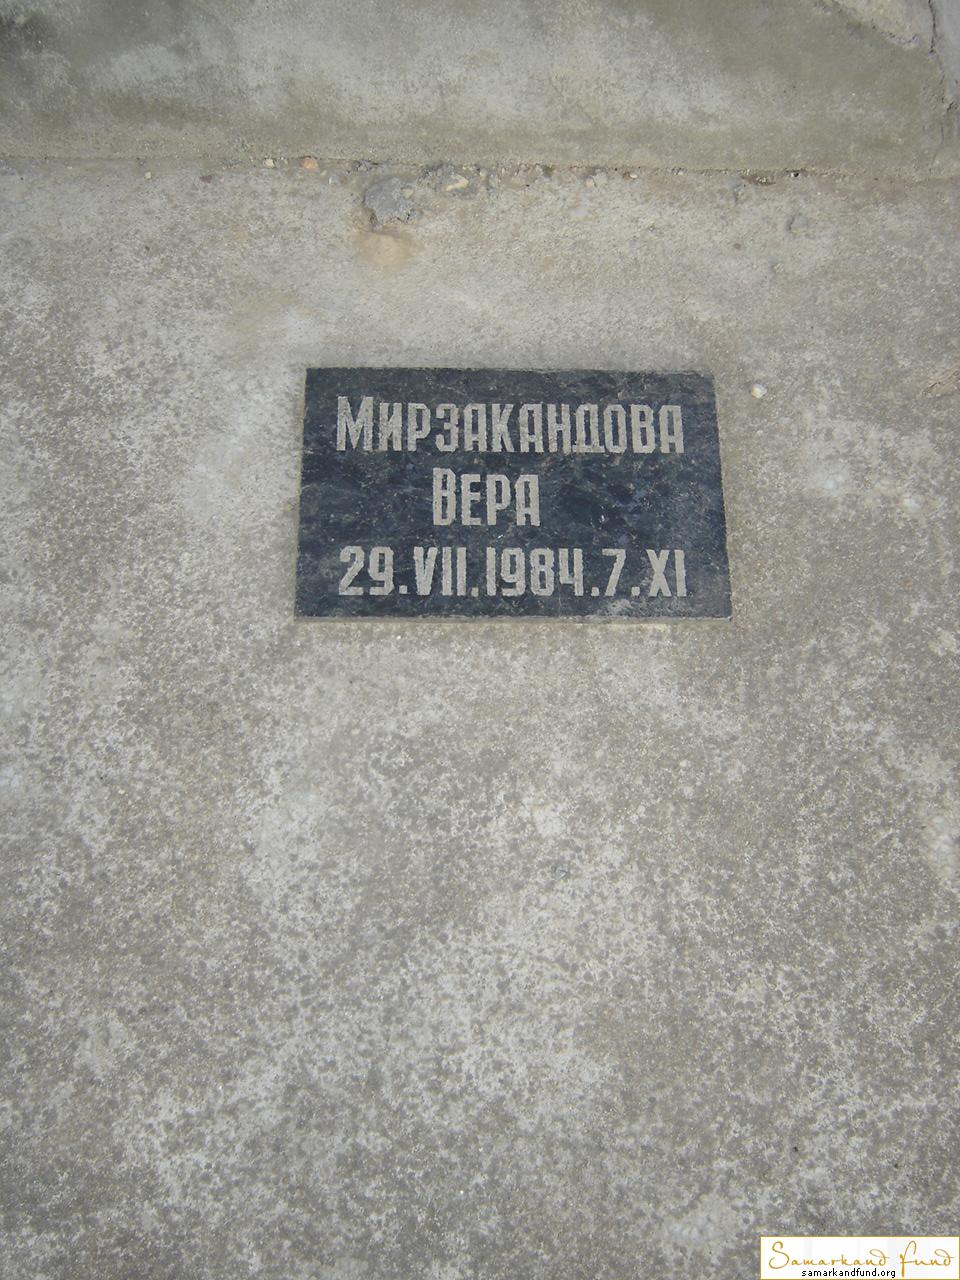 Мирзакандова
Вера
29.VII.1984.7.XI
Samarkand Fund
samarkandfund.org